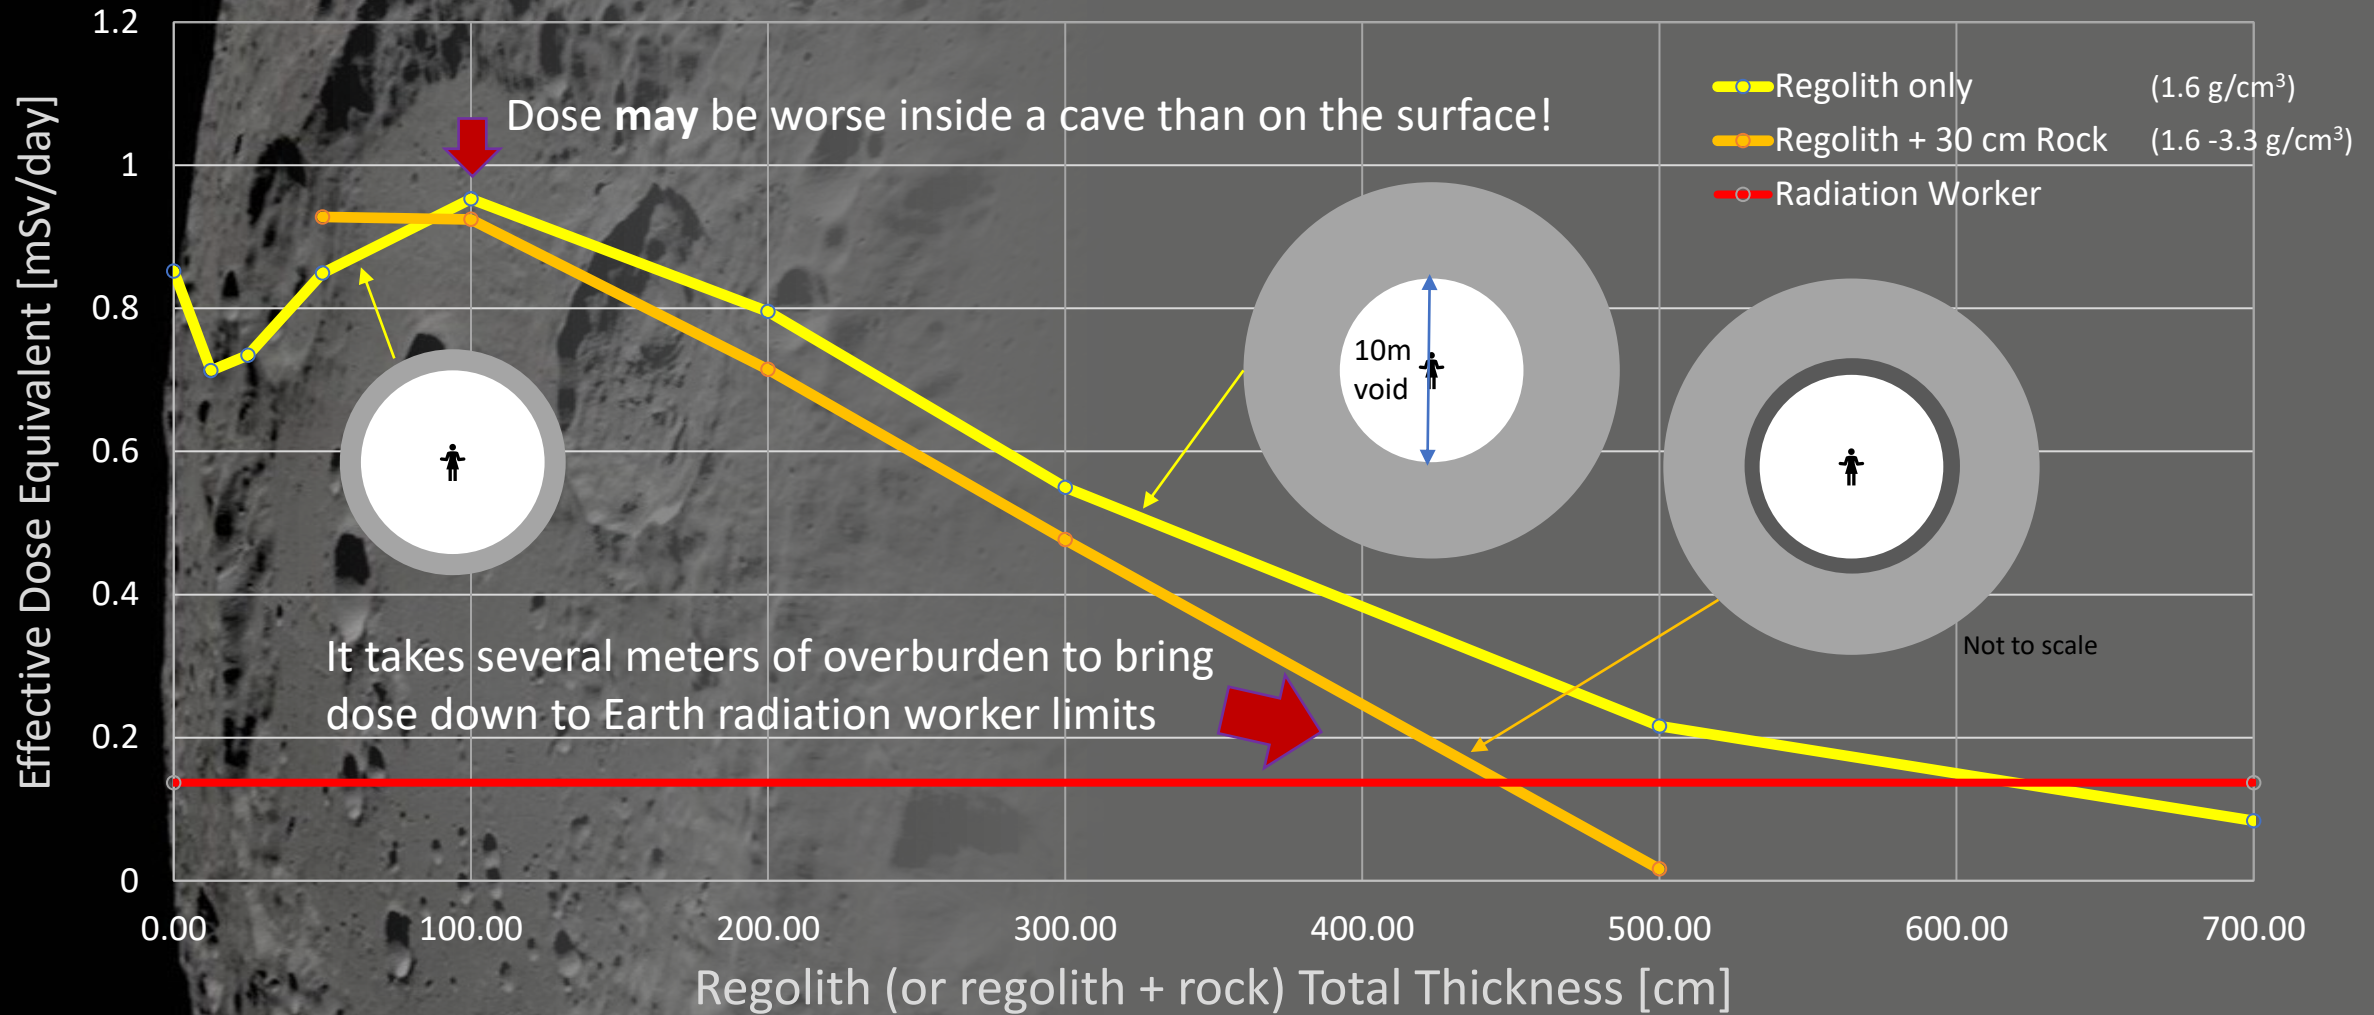 1.2
1
0.8
0.6
0.4
0.2
0
Effective Dose Equivalent [mSv/day]
Dose may be worse inside a cave than on the surface!
Regolith only (1.6 g/cm³)
Regolith + 30 cm Rock (1.6 -3.3 g/cm³)
Radiation Worker
10m
void
Not to scale
It takes several meters of overburden to bring
dose down to Earth radiation worker limits
0.00 100.00 200.00 300.00 400.00 500.00 600.00 700.00
Regolith (or regolith + rock) Total Thickness [cm]